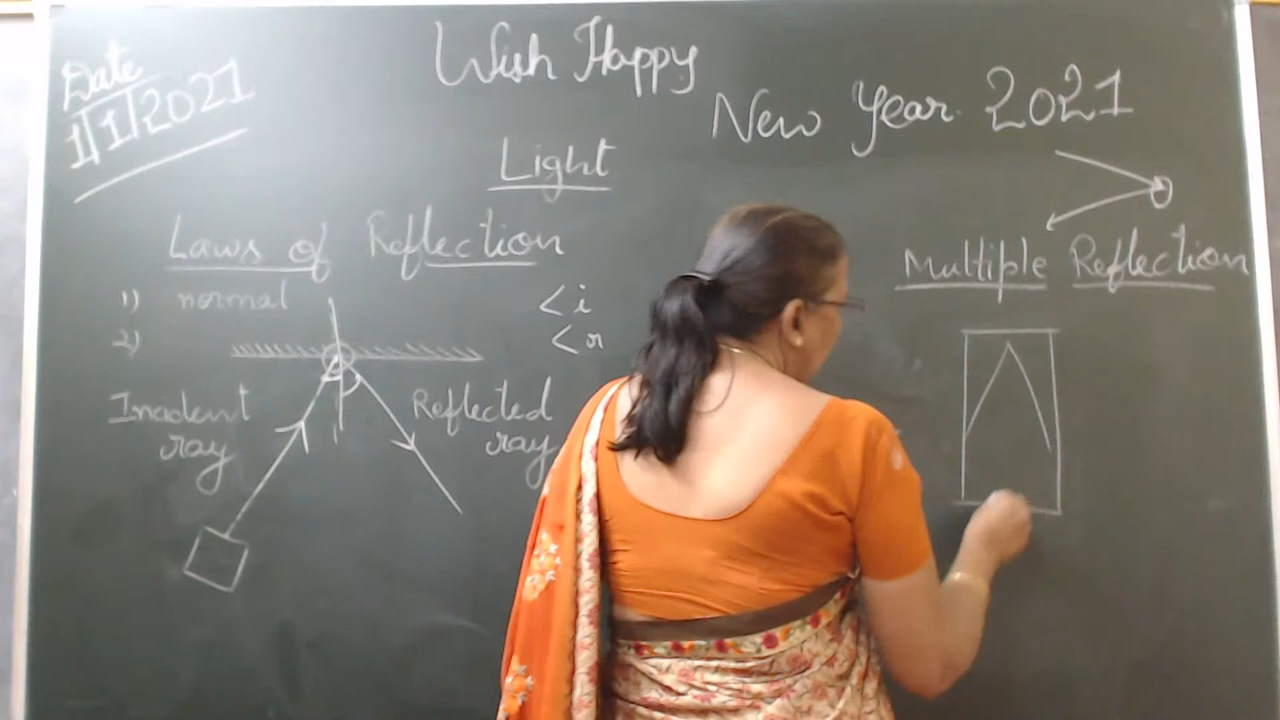 Date
1/1/2021
Wish Happy
New Year 2021
Light
Laws of Reflection
1) normal
2)
<i
<r
Incident
ray
Reflected
ray
Multiple Reflection